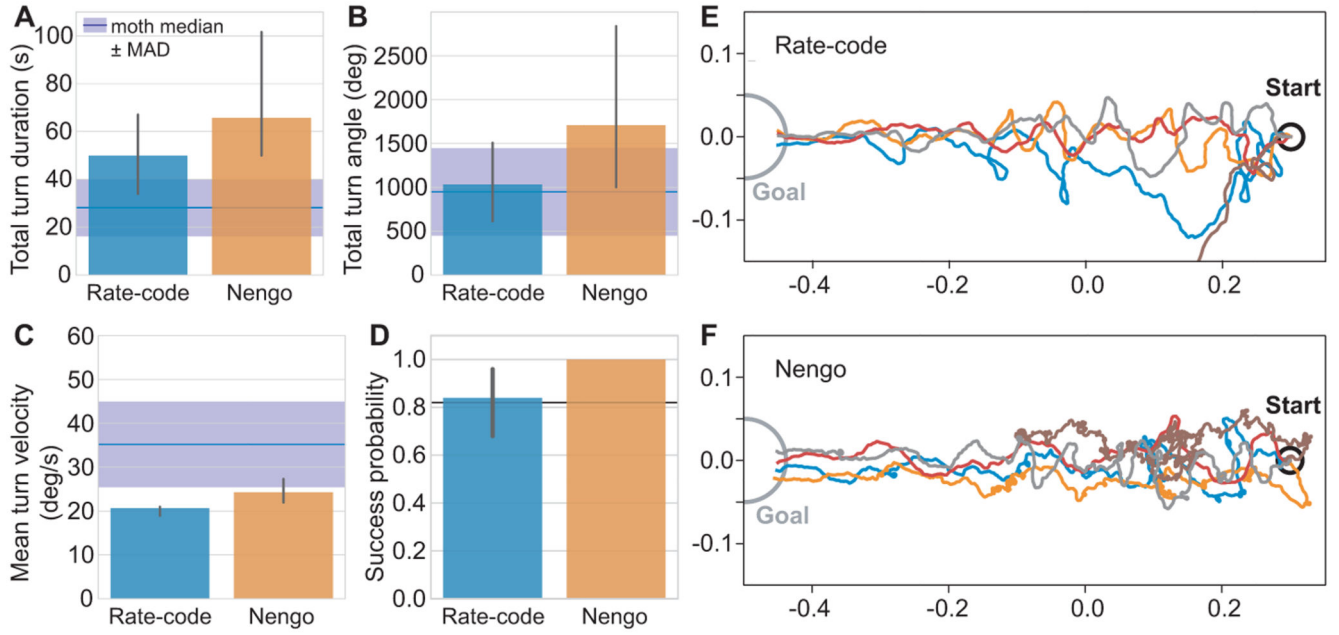 A
Total turn duration (s)
100
80
60
40
20
0
moth median
± MAD
Rate-code Nengo
B
Total turn angle (deg)
2500
2000
1500
1000
500
0
Rate-code Nengo
E
Rate-code
Start
Goal
0.1
0.0
-0.1
-0.4 -0.2 0.0 0.2
C
Mean turn velocity
(deg/s)
60
50
40
30
20
10
0
Rate-code Nengo
D
Success probability
1.0
0.8
0.6
0.4
0.2
0.0
Rate-code Nengo
F
Nengo
Start
Goal
0.1
0.0
-0.1
-0.4 -0.2 0.0 0.2